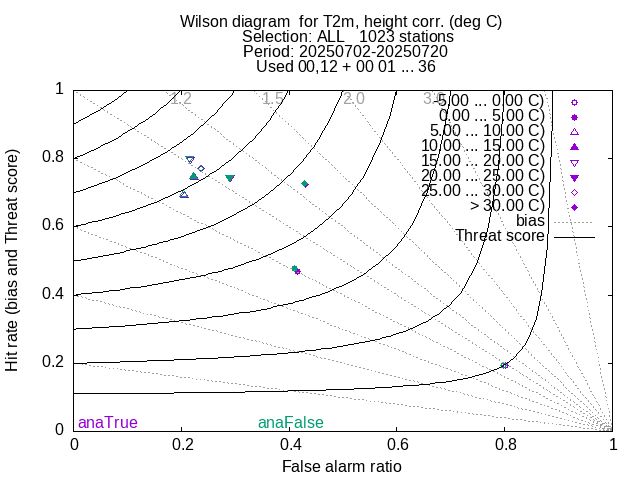 Wilson diagram  for T2m, height corr. (deg C)
Selection: ALL   1023 stations
Period: 20250702-20250720
Used 00,12 + 00 01 ... 36
1
1.2
1.5
2.0
3.0
-5.00 ... 0.00 C)
0.00 ... 5.00 C)
5.00 ... 10.00 C)
10.00 ... 15.00 C)
15.00 ... 20.00 C)
20.00 ... 25.00 C)
25.00 ... 30.00 C)
> 30.00 C)
bias
Threat score
0.8
0.6
0.4
0.2
0
Hit rate (bias and Threat score)
anaTrue
anaFalse
0
0.2
0.4
0.6
0.8
1
False alarm ratio